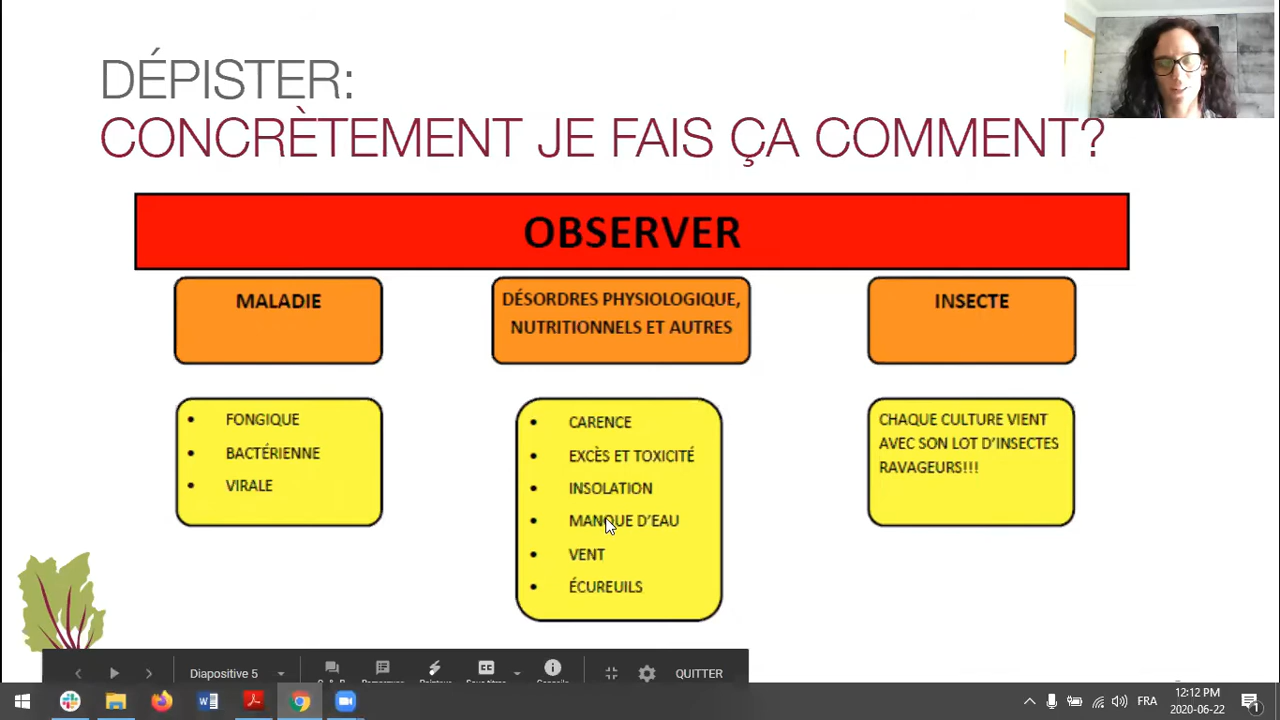 DÉPISTER:
CONCRÈTEMENT JE FAIS ÇA COMMENT?
OBSERVER
MALADIE
• FONGIQUE
• BACTÉRIENNE
• VIRALE
DÉSORDRES PHYSIOLOGIQUE,
NUTRITIONNELS ET AUTRES
• CARENCE
• EXCÈS ET TOXICITÉ
• INSOLATION
• MANQUE D'EAU
• VENT
• ÉCUREUILS
INSECTE
CHAQUE CULTURE VIENT
AVEC SON LOT D'INSECTES
RAVAGEURS!!!
Diapositive 5
QUITTER
FRA
12:12 PM
2020-06-22
1